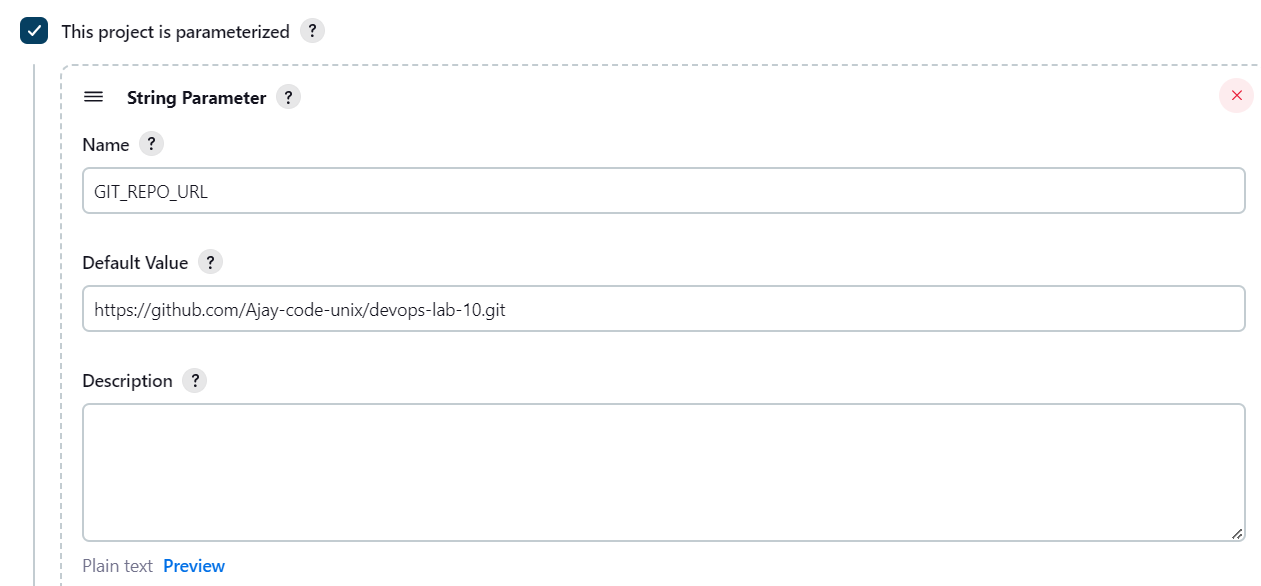 This project is parameterized ?
String Parameter ?
Name ?
GIT_REPO_URL
Default Value ?
https://github.com/Ajay-code-unix/devops-lab-10.git
Description ?
Plain text Preview